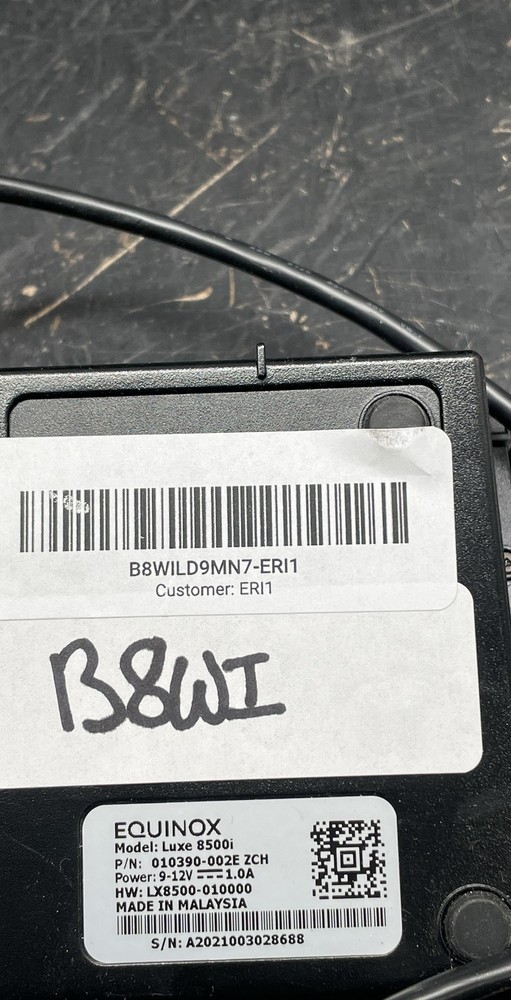 B8WILD9MN7-ERI1
Customer: ERI1
B8WI
EQUINOX
Model: Luxe 8500i
P/N: 010390-002E ZCH
Power: 9-12V 1.0A
HW: LX8500-010000
MADE IN MALAYSIA
S/N: A2021003028688